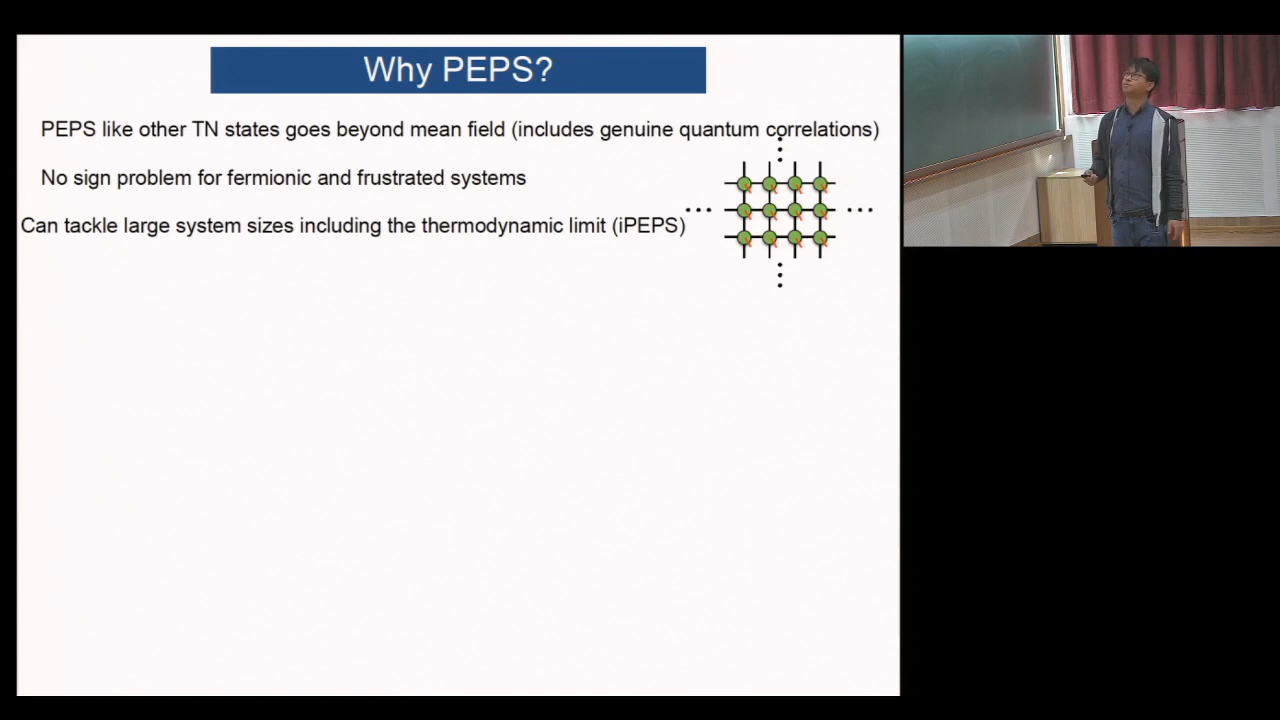 Why PEPS?
PEPS like other TN states goes beyond mean field (includes genuine quantum correlations)
No sign problem for fermionic and frustrated systems
Can tackle large system sizes including the thermodynamic limit (iPEPS)